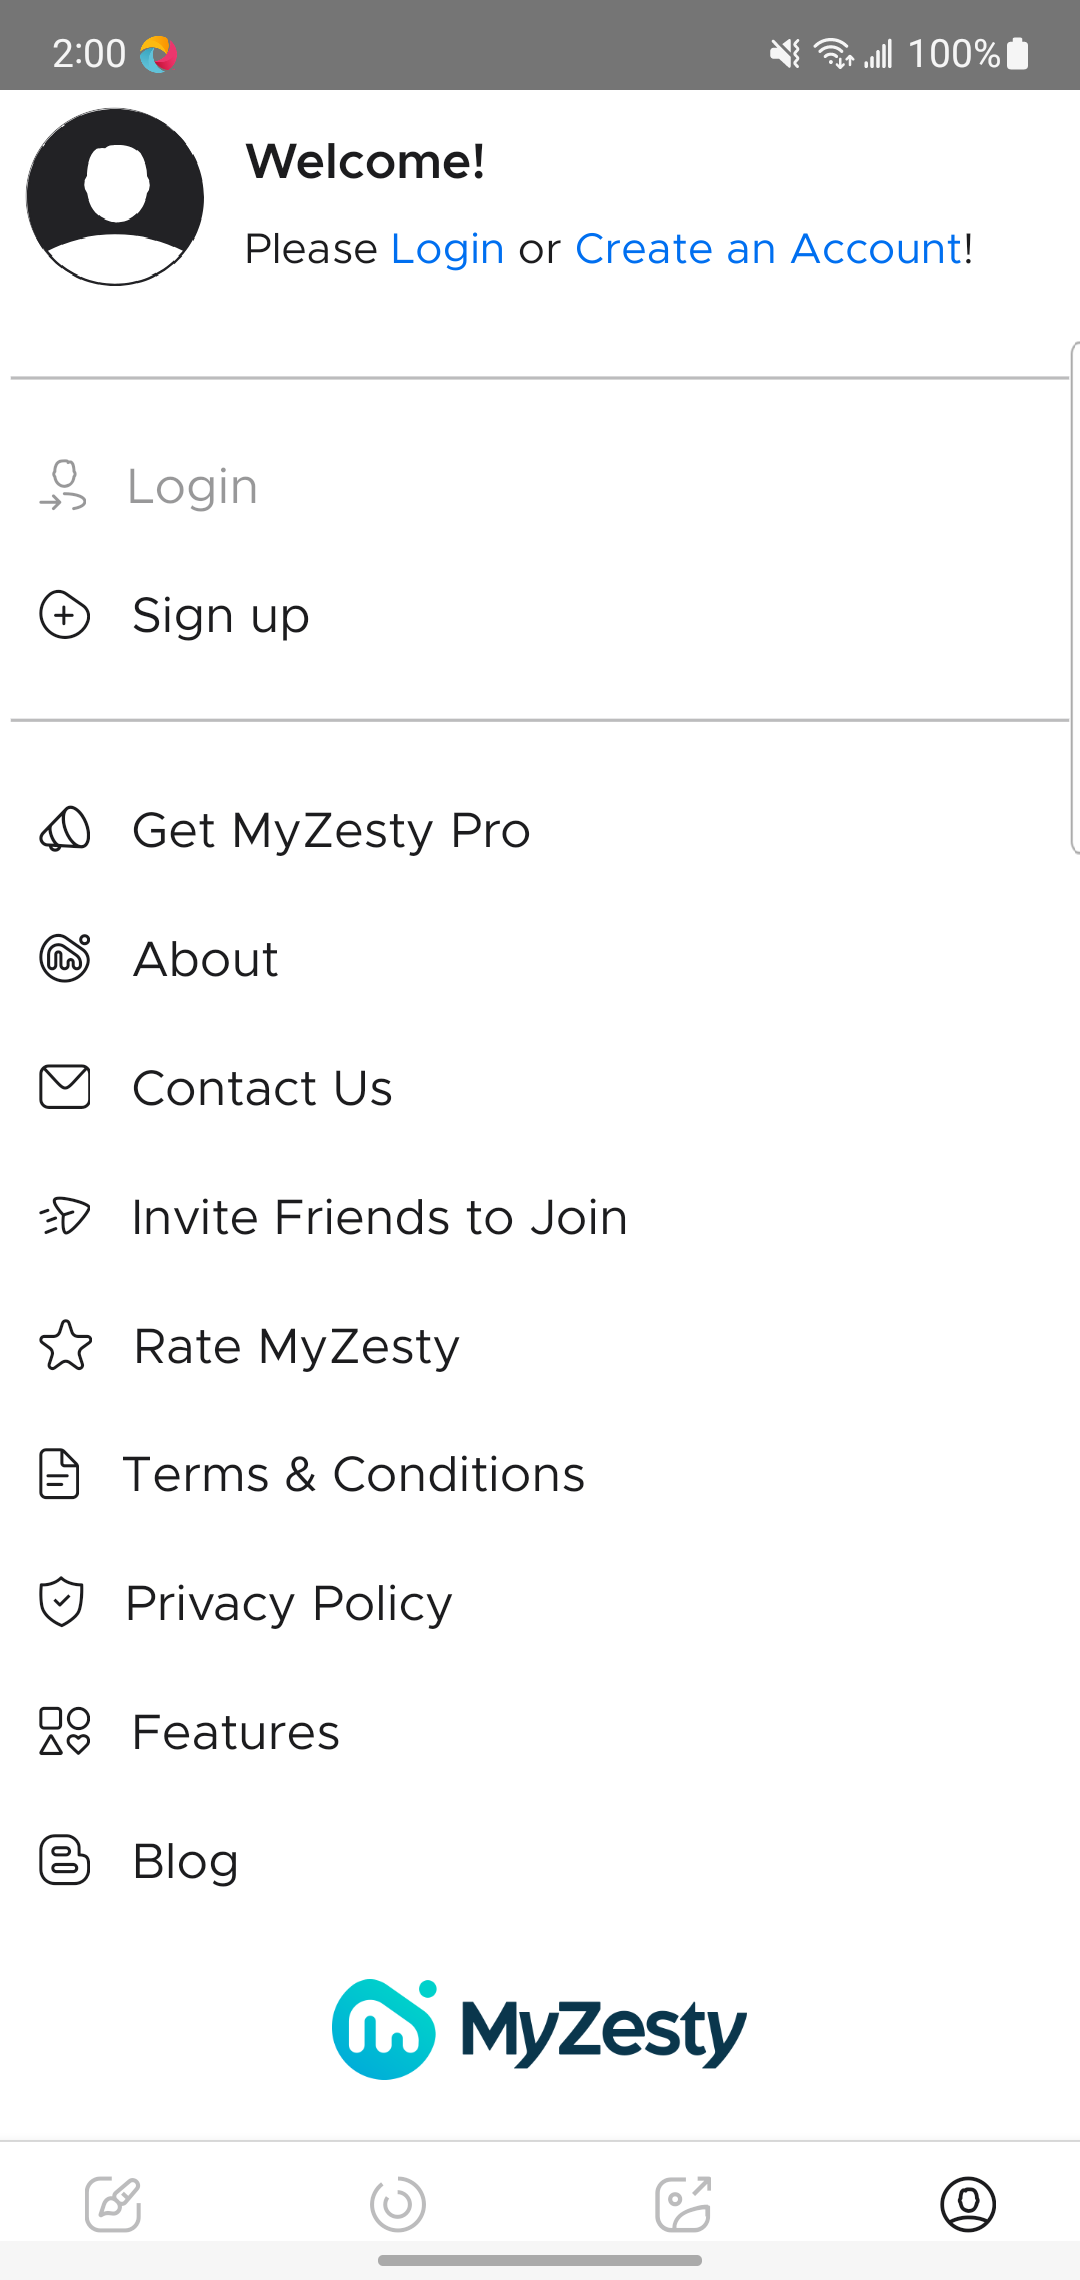 2:00 100%
Welcome!
Please Login or Create an Account!
Login
Sign up
Get MyZesty Pro
About
Contact Us
Invite Friends to Join
Rate MyZesty
Terms & Conditions
Privacy Policy
Features
Blog
MyZesty